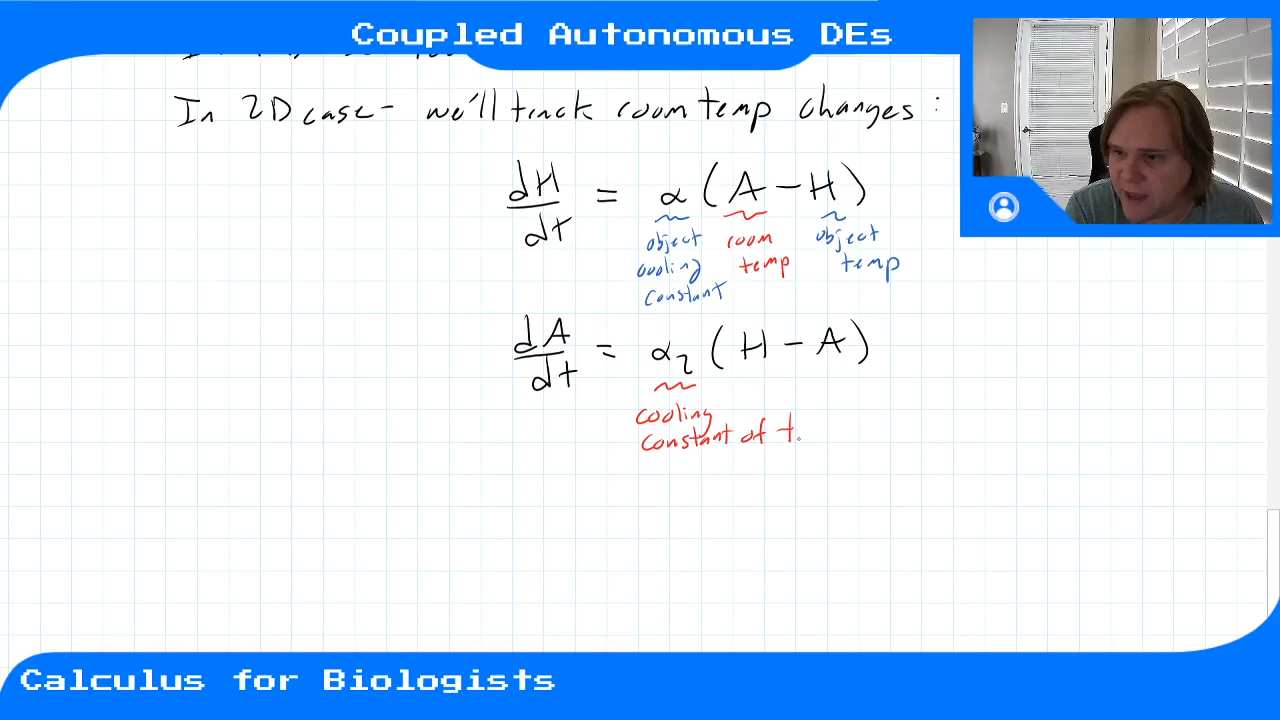 Coupled Autonomous DEs
In 2D case - we'll track room temp changes:
dH/dt = α (A - H)
object cooling constant
room temp
object temp
dA/dt = α₂ (H - A)
cooling
constant of t
Calculus for Biologists